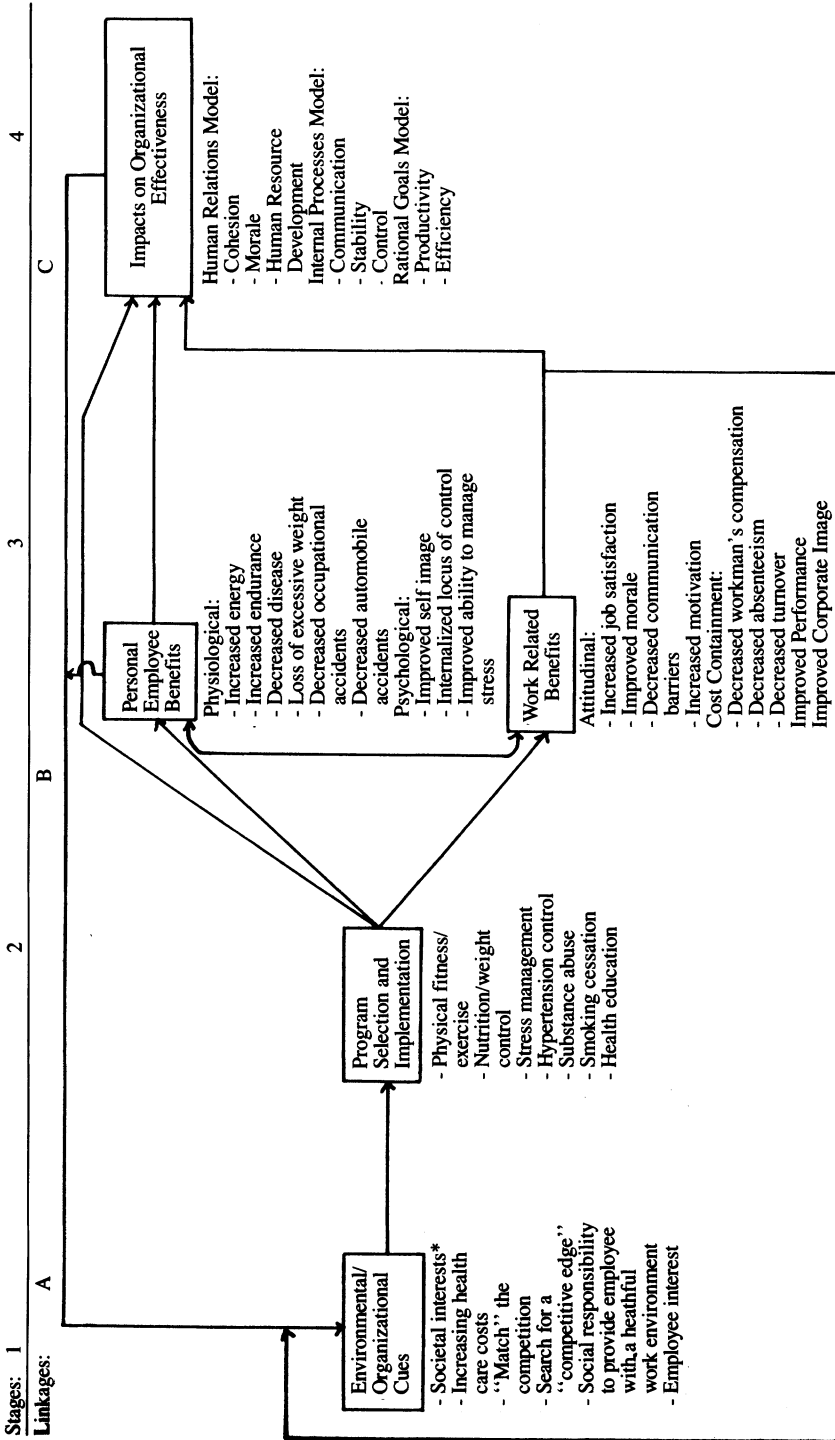 Stages: 1 2 3 4
Linkages: A B C
Environmental/
Organizational
Cues
- Societal interests*
- Increasing health
care costs
- “Match” the
competition
- Search for a
“competitive edge”
- Social responsibility
to provide employee
with a heathful
work environment
- Employee interest
Program
Selection and
Implementation
- Physical fitness/
exercise
- Nutrition/weight
control
- Stress management
- Hypertension control
- Substance abuse
- Smoking cessation
- Health education
Personal
Employee
Benefits
Physiological:
- Increased energy
- Increased endurance
- Decreased disease
- Loss of excessive weight
- Decreased occupational
accidents
- Decreased automobile
accidents
Psychological:
- Improved self image
- Internalized locus of control
- Improved ability to manage
stress
Work Related
Benefits
Attitudinal:
- Increased job satisfaction
- Improved morale
- Decreased communication
barriers
- Increased motivation
Cost Containment:
- Decreased workman’s compensation
- Decreased absenteeism
- Decreased turnover
Improved Performance
Improved Corporate Image
Impacts on Organizational
Effectiveness
Human Relations Model:
- Cohesion
- Morale
- Human Resource
Development
Internal Processes Model:
- Communication
- Stability
- Control
Rational Goals Model:
- Productivity
- Efficiency